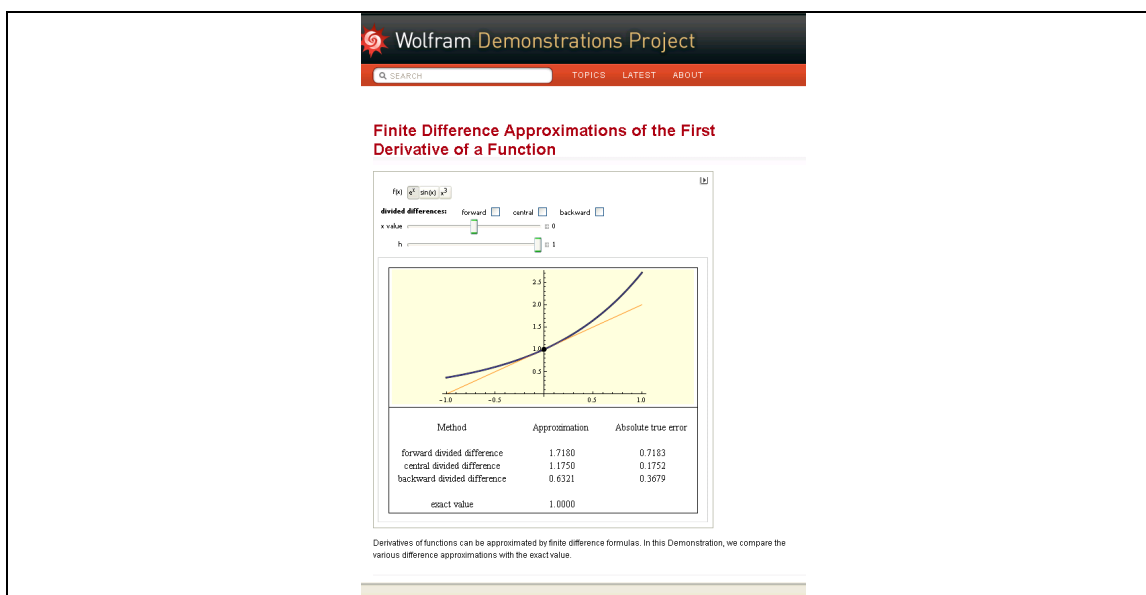 Wolfram Demonstrations Project
SEARCH TOPICS LATEST ABOUT
Finite Difference Approximations of the First
Derivative of a Function
f(x) e^x sin(x) x^3
divided differences: forward central backward
x value 0
h 1
2.5
2.0
1.5
1.0
0.5
-1.0 -0.5 0.5 1.0
Method Approximation Absolute true error
forward divided difference 1.7180 0.7183
central divided difference 1.1750 0.1752
backward divided difference 0.6321 0.3679
exact value 1.0000
Derivatives of functions can be approximated by finite difference formulas. In this Demonstration, we compare the
various difference approximations with the exact value.